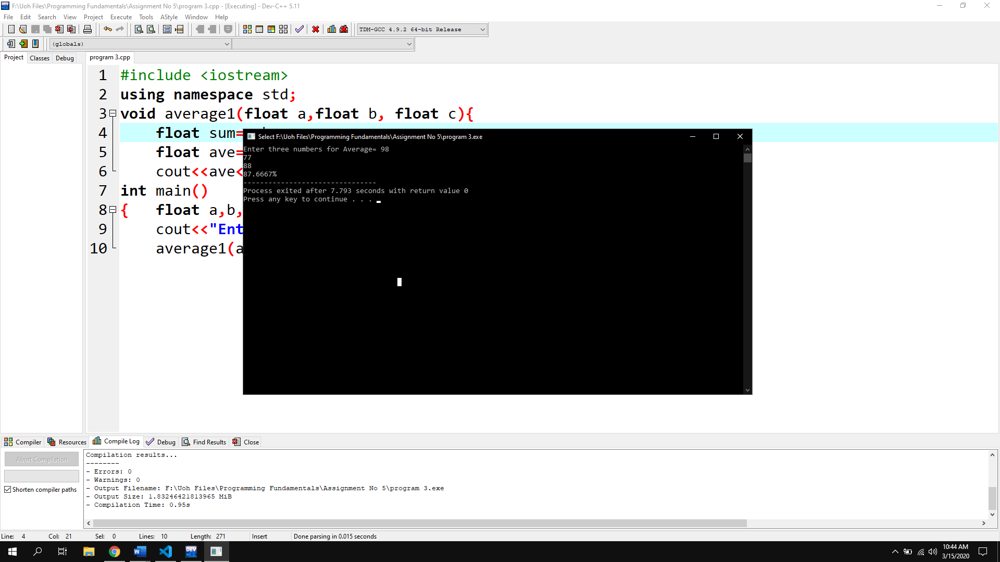 F:\Uoh Files\Programming Fundamentals\Assignment No 5\program 3.cpp - [Executing] - Dev-C++ 5.11
File Edit Search View Project Execute Tools AStyle Window Help
TDM-GCC 4.9.2 64-bit Release
(globals)
Project Classes Debug
program 3.cpp
1 #include <iostream>
2 using namespace std;
3 void average1(float a,float b, float c){
4 float sum=
5 float ave=
6 cout<<ave<
7 int main()
8 { float a,b,
9 cout<<"Ent
10 average1(a
Select F:\Uoh Files\Programming Fundamentals\Assignment No 5\program 3.exe
Enter three numbers for Average= 98
77
88
87.6667%
--------------------------------
Process exited after 7.793 seconds with return value 0
Press any key to continue . . .
Compiler Resources Compile Log Debug Find Results Close
Abort Compilation
Shorten compiler paths
Compilation results...
--------
- Errors: 0
- Warnings: 0
- Output Filename: F:\Uoh Files\Programming Fundamentals\Assignment No 5\program 3.exe
- Output Size: 1.83246421813965 MiB
- Compilation Time: 0.95s
Line: 4 Col: 21 Sel: 0 Lines: 10 Length: 271 Insert Done parsing in 0.015 seconds
10:44 AM
3/15/2020